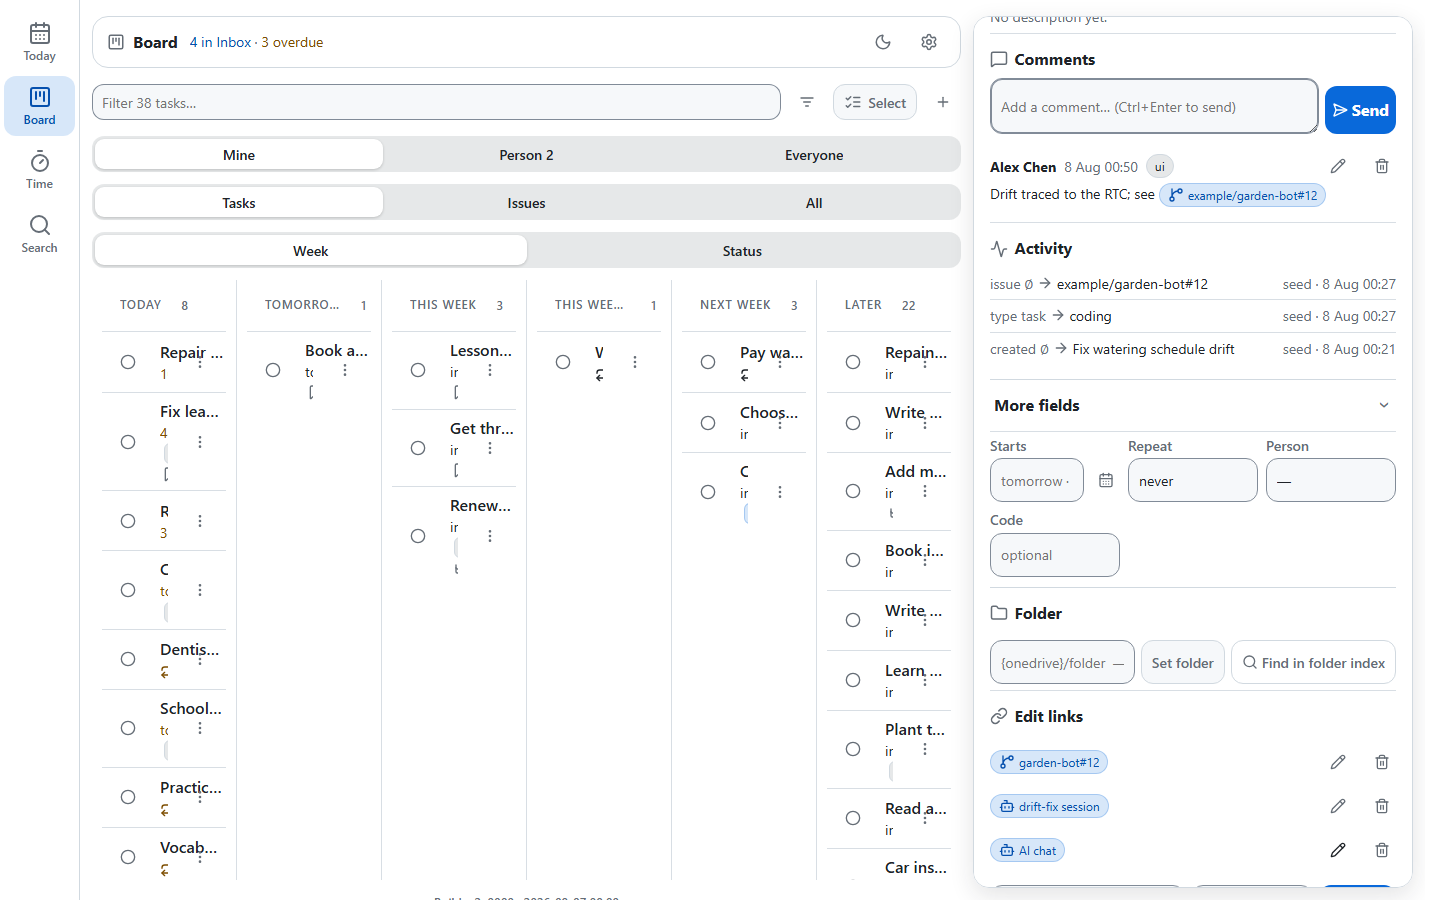 Today
Board
Time
Search
Board 4 in Inbox · 3 overdue
Filter 38 tasks...
Select
Mine Person 2 Everyone
Tasks Issues All
Week Status
TODAY 8
Repair ...
1
Fix lea...
4
R
3
C
Dentis...
School...
Practic...
Vocab...
TOMORRO... 1
Book a...
THIS WEEK 3
Lesson...
Get thr...
Renew...
THIS WEE... 1
NEXT WEEK 3
Pay wa...
Choos...
C
LATER 22
Repain...
Write ...
Add m...
Book i...
Write ...
Learn ...
Plant t...
Read a...
Car ins...
No description yet.
Comments
Add a comment... (Ctrl+Enter to send)
Send
Alex Chen 8 Aug 00:50 ui
Drift traced to the RTC; see example/garden-bot#12
Activity
issue ∅ → example/garden-bot#12 seed · 8 Aug 00:27
type task → coding seed · 8 Aug 00:27
created ∅ → Fix watering schedule drift seed · 8 Aug 00:21
More fields
Starts Repeat Person
tomorrow · never —
Code
optional
Folder
{onedrive}/folder — Set folder Find in folder index
Edit links
garden-bot#12
drift-fix session
AI chat